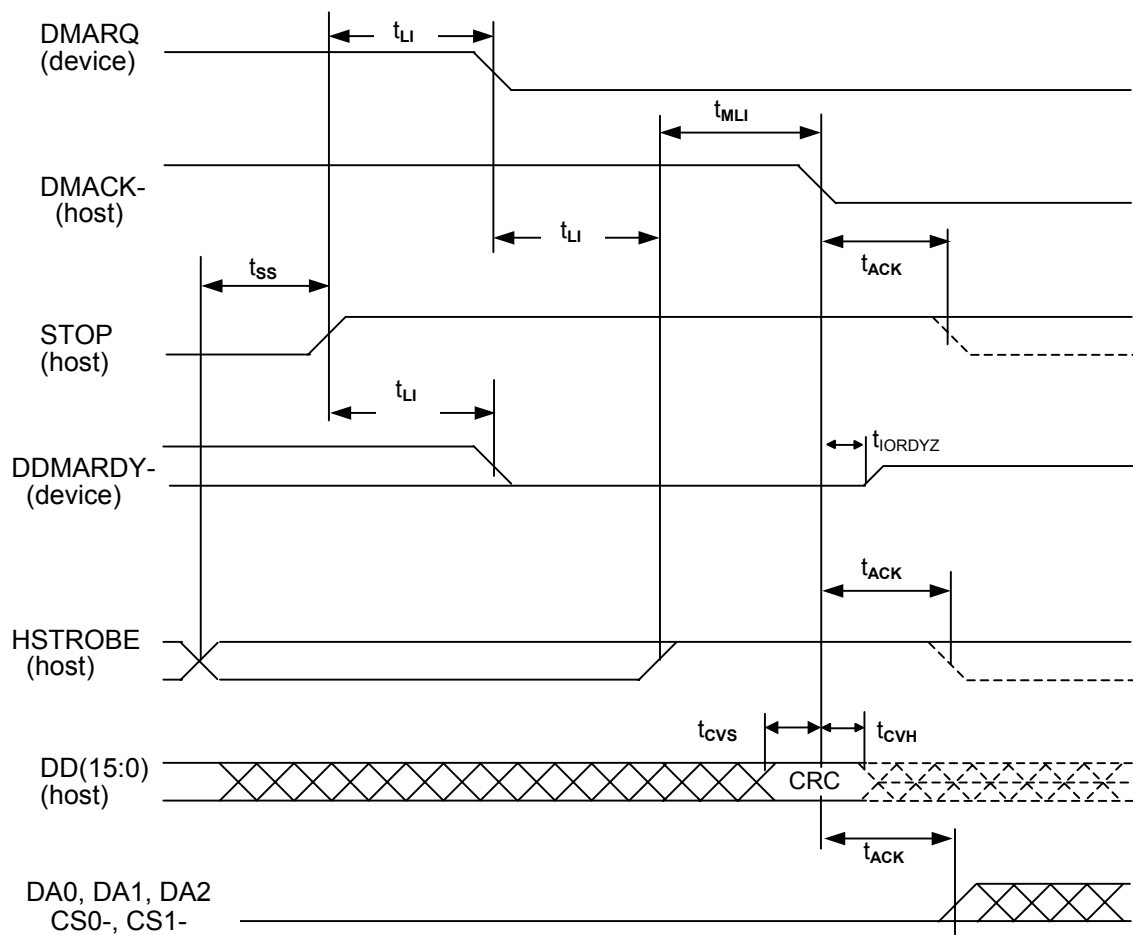 DMARQ
(device)
tLI
tMLI
DMACK-
(host)
tLI
tACK
tSS
STOP
(host)
tLI
tIORDYZ
DDMARDY-
(device)
tACK
HSTROBE
(host)
tCVS
tCVH
DD(15:0)
(host)
CRC
tACK
DA0, DA1, DA2
CS0-, CS1-